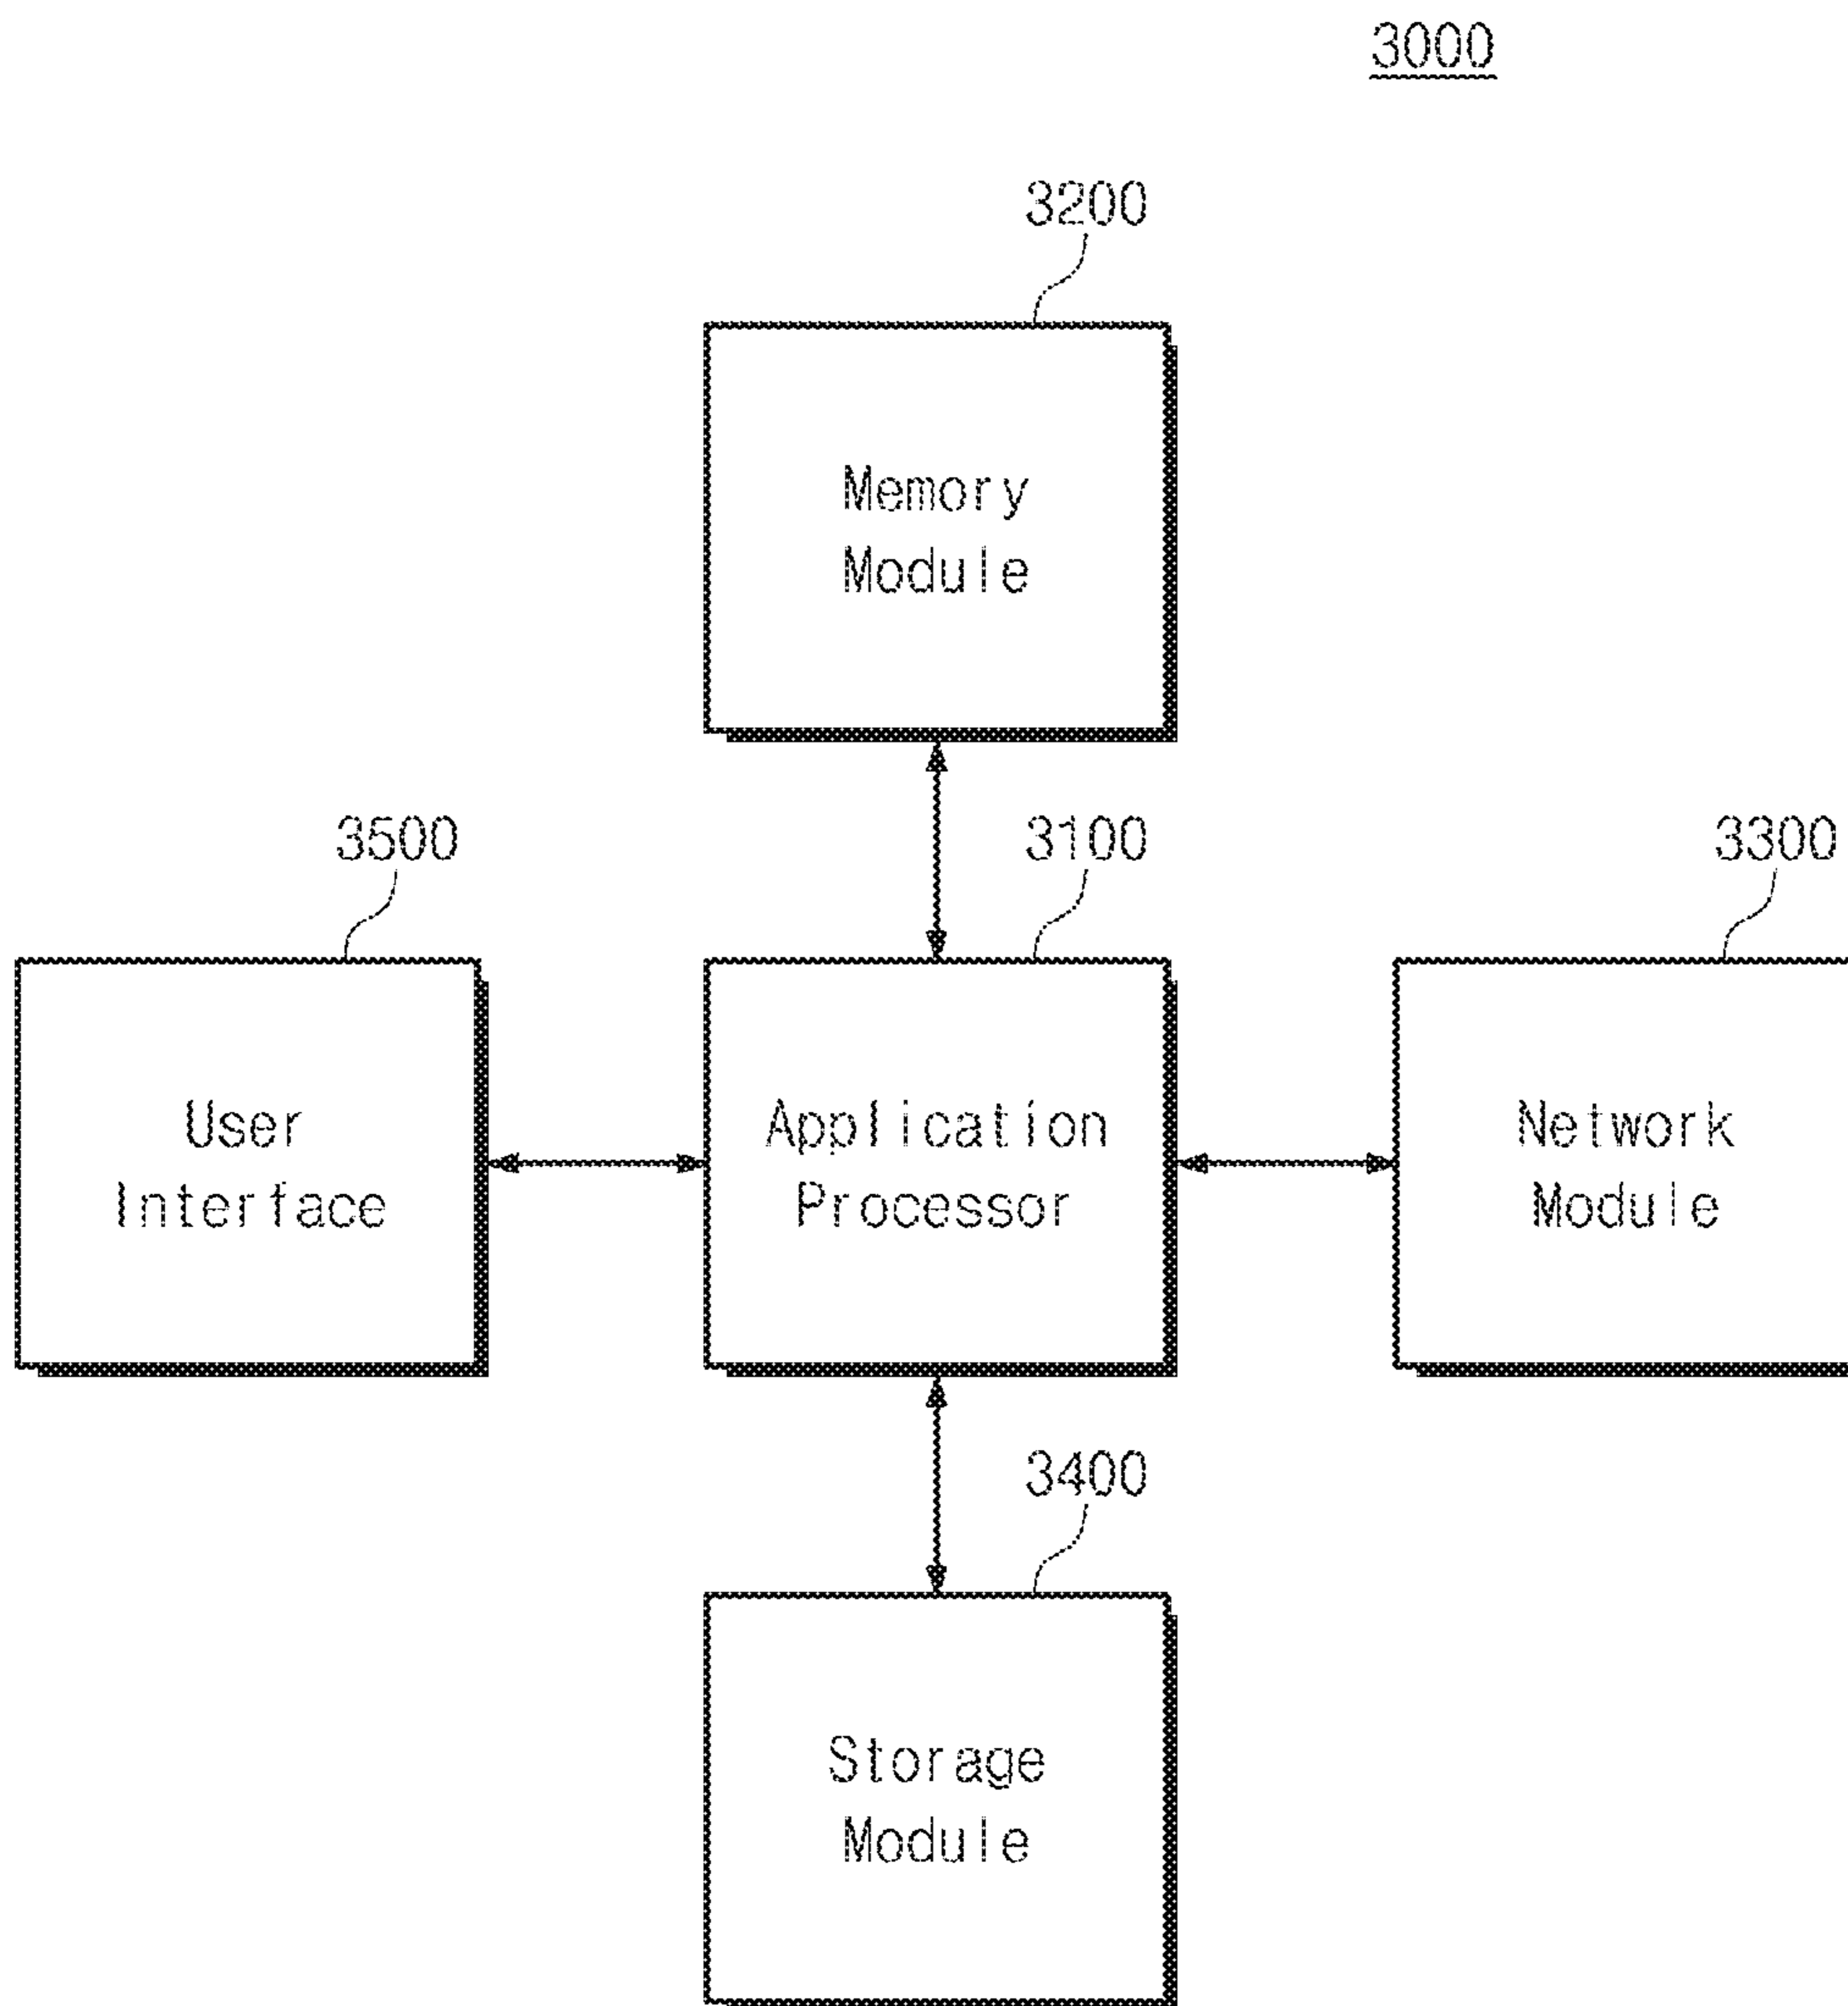 3000
3200
Memory
Module
3500
3100
3300
User
Interface
Application
Processor
Network
Module
3400
Storage
Module